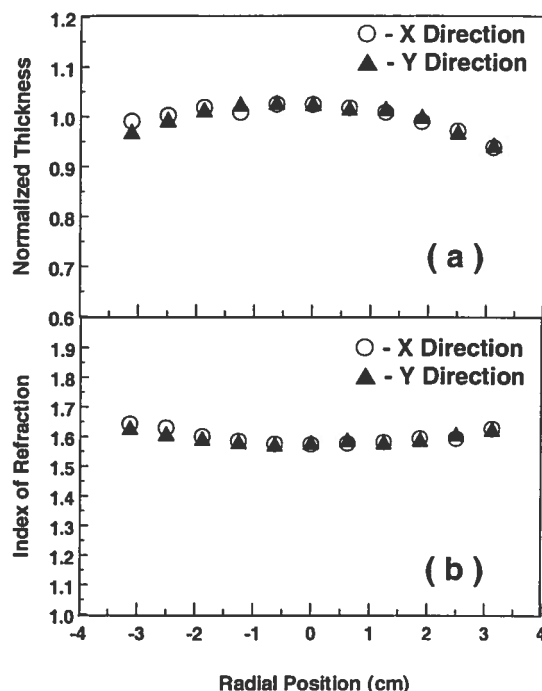 1.2
1.1
1.0
0.9
0.8
0.7
0.6
Normalized Thickness
- X Direction
- Y Direction
( a )
1.9
1.8
1.7
1.6
1.5
1.4
1.3
1.2
1.1
1.0
Index of Refraction
- X Direction
- Y Direction
( b )
-4 -3 -2 -1 0 1 2 3 4
Radial Position (cm)